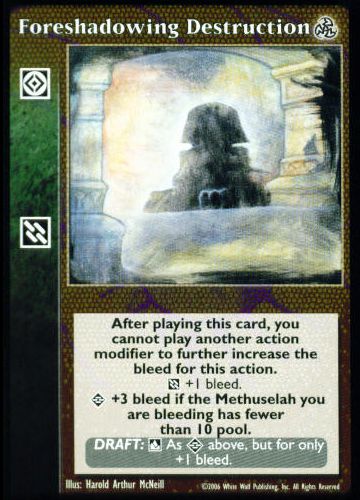 Foreshadowing Destruction
After playing this card, you
cannot play another action
modifier to further increase the
bleed for this action.
+1 bleed.
+3 bleed if the Methuselah you
are bleeding has fewer
than 10 pool.
DRAFT: As above, but for only
+1 bleed.
Illus: Harold Arthur McNeill ©2006 White Wolf Publishing, Inc. All Rights Reserved.